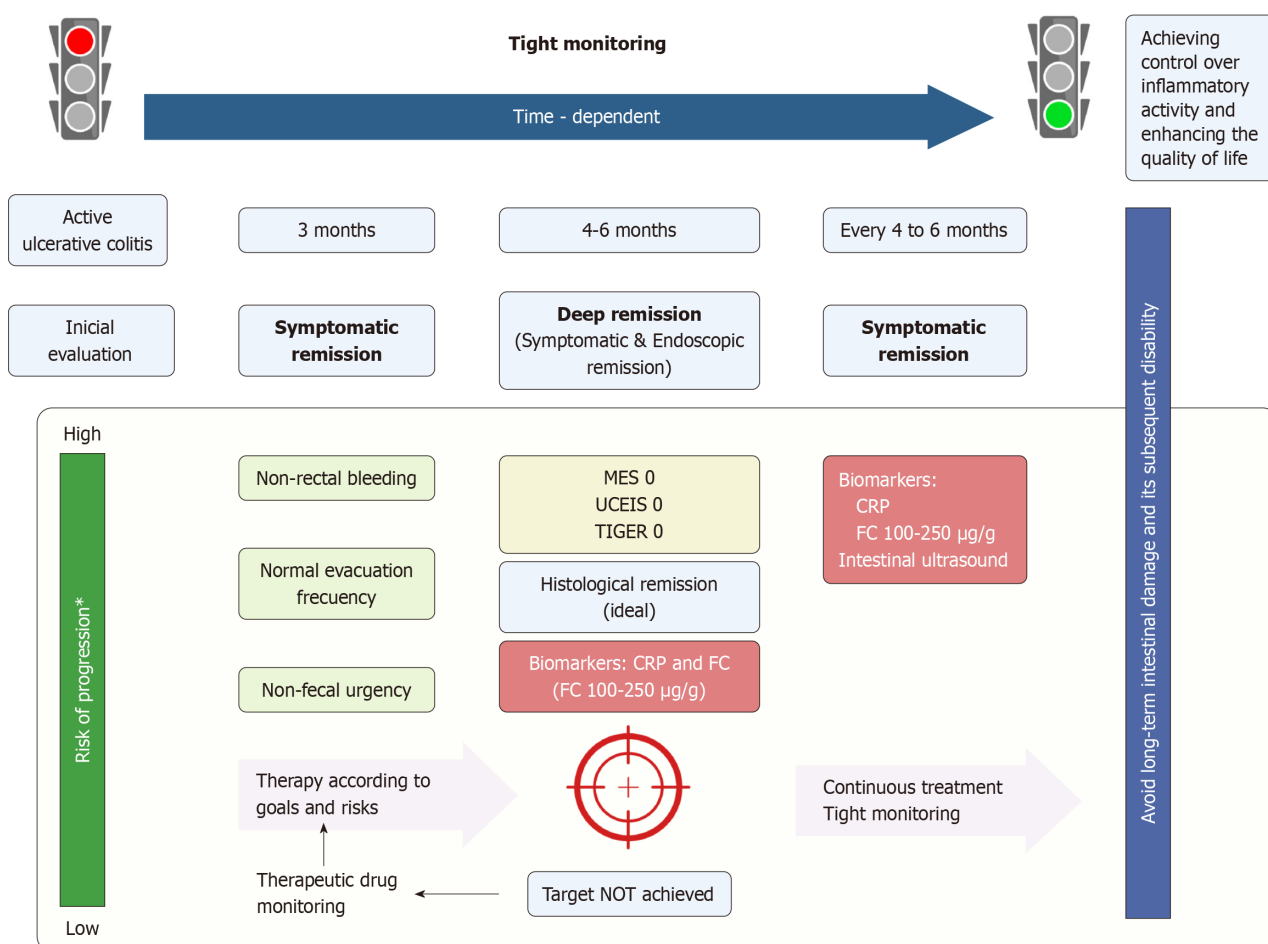 Tight monitoring
Time - dependent
Achieving
control over
inflammatory
activity and
enhancing the
quality of life
Active
ulcerative colitis
3 months
4-6 months
Every 4 to 6 months
Inicial
evaluation
Symptomatic
remission
Deep remission
(Symptomatic & Endoscopic
remission)
Symptomatic
remission
Avoid long-term intestinal damage and its subsequent disability
High
Risk of progression*
Low
Non-rectal bleeding
Normal evacuation
frecuency
Non-fecal urgency
MES 0
UCEIS 0
TIGER 0
Histological remission
(ideal)
Biomarkers: CRP and FC
(FC 100-250 µg/g)
Biomarkers:
CRP
FC 100-250 µg/g
Intestinal ultrasound
Therapy according to
goals and risks
Continuous treatment
Tight monitoring
Therapeutic drug
monitoring
Target NOT achieved